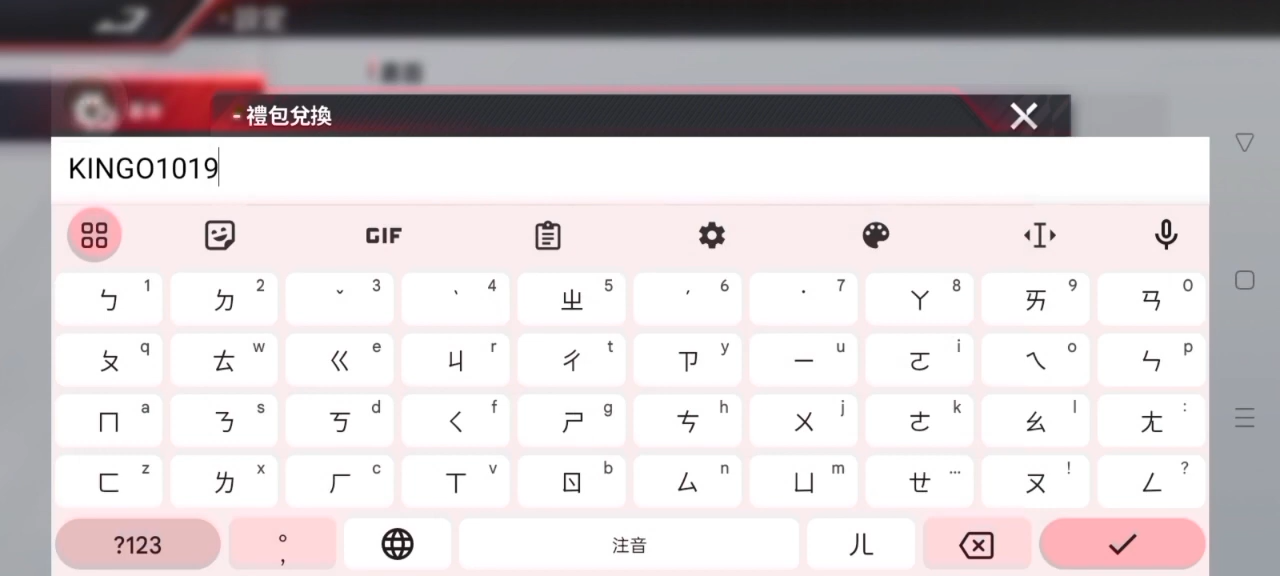 設定
- 禮包兌換
KINGO1019
GIF
ㄅ 1 ㄉ 2 ˇ 3 ˋ 4 ㄓ 5 ˊ 6 ˙ 7 ㄚ 8 ㄞ 9 ㄢ 0
ㄆ q ㄊ w ㄍ e ㄐ r ㄔ t ㄗ y ㄧ u ㄛ i ㄟ o ㄣ p
ㄇ a ㄋ s ㄎ d ㄑ f ㄕ g ㄘ h ㄨ j ㄜ k ㄠ l ㄤ :
ㄈ z ㄌ x ㄏ c ㄒ v ㄖ b ㄙ n ㄩ m ㄝ … ㄡ ! ㄥ ?
?123 °, 注音 ㄦ